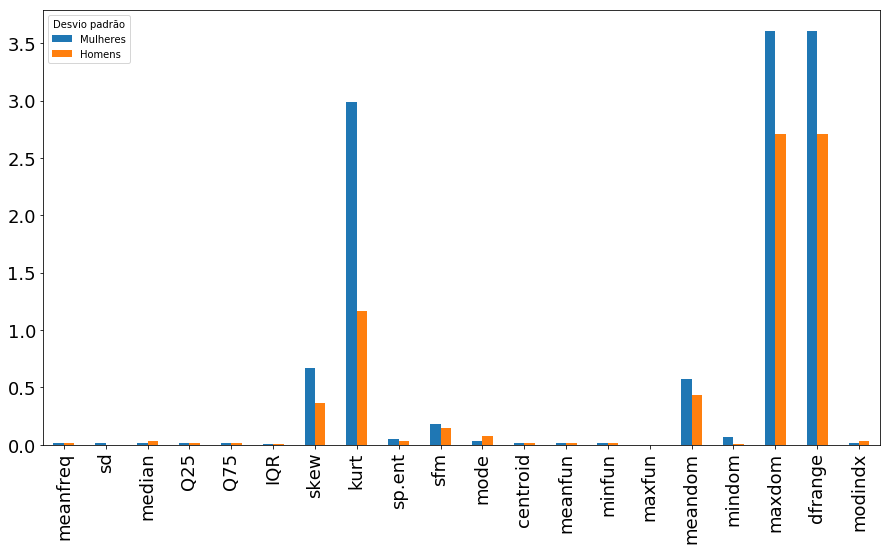 Desvio padrão
Mulheres
Homens
3.5
3.0
2.5
2.0
1.5
1.0
0.5
0.0
meanfreq
sd
median
Q25
Q75
IQR
skew
kurt
sp.ent
sfm
mode
centroid
meanfun
minfun
maxfun
meandom
mindom
maxdom
dfrange
modindx